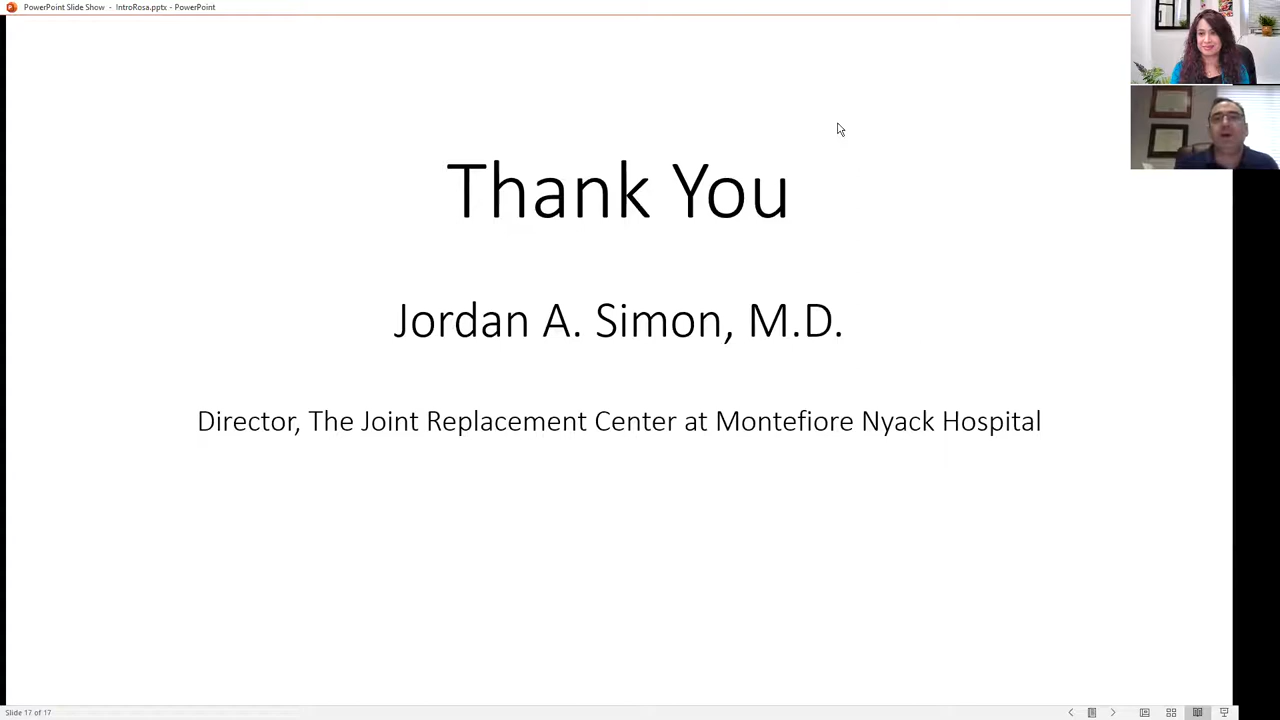 PowerPoint Slide Show - IntroRosa.pptx - PowerPoint
Thank You
Jordan A. Simon, M.D.
Director, The Joint Replacement Center at Montefiore Nyack Hospital
Slide 17 of 17